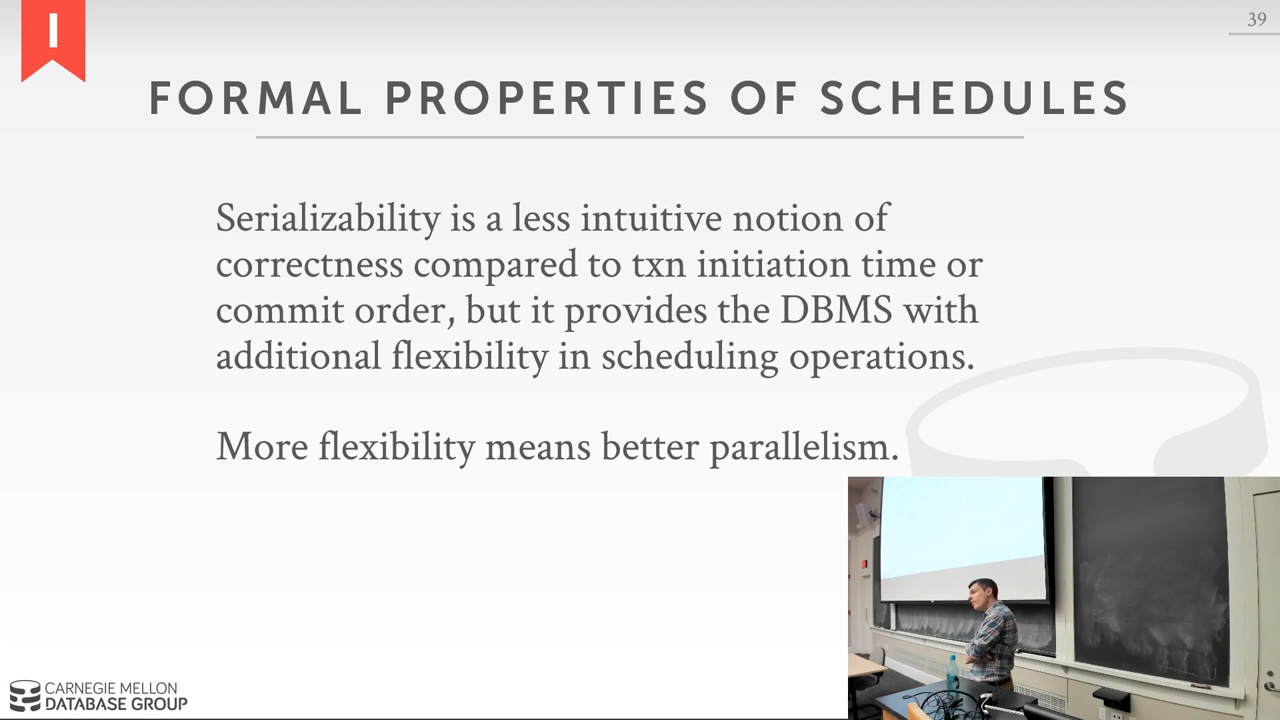 I
39
FORMAL PROPERTIES OF SCHEDULES
Serializability is a less intuitive notion of
correctness compared to txn initiation time or
commit order, but it provides the DBMS with
additional flexibility in scheduling operations.
More flexibility means better parallelism.
CARNEGIE MELLON
DATABASE GROUP